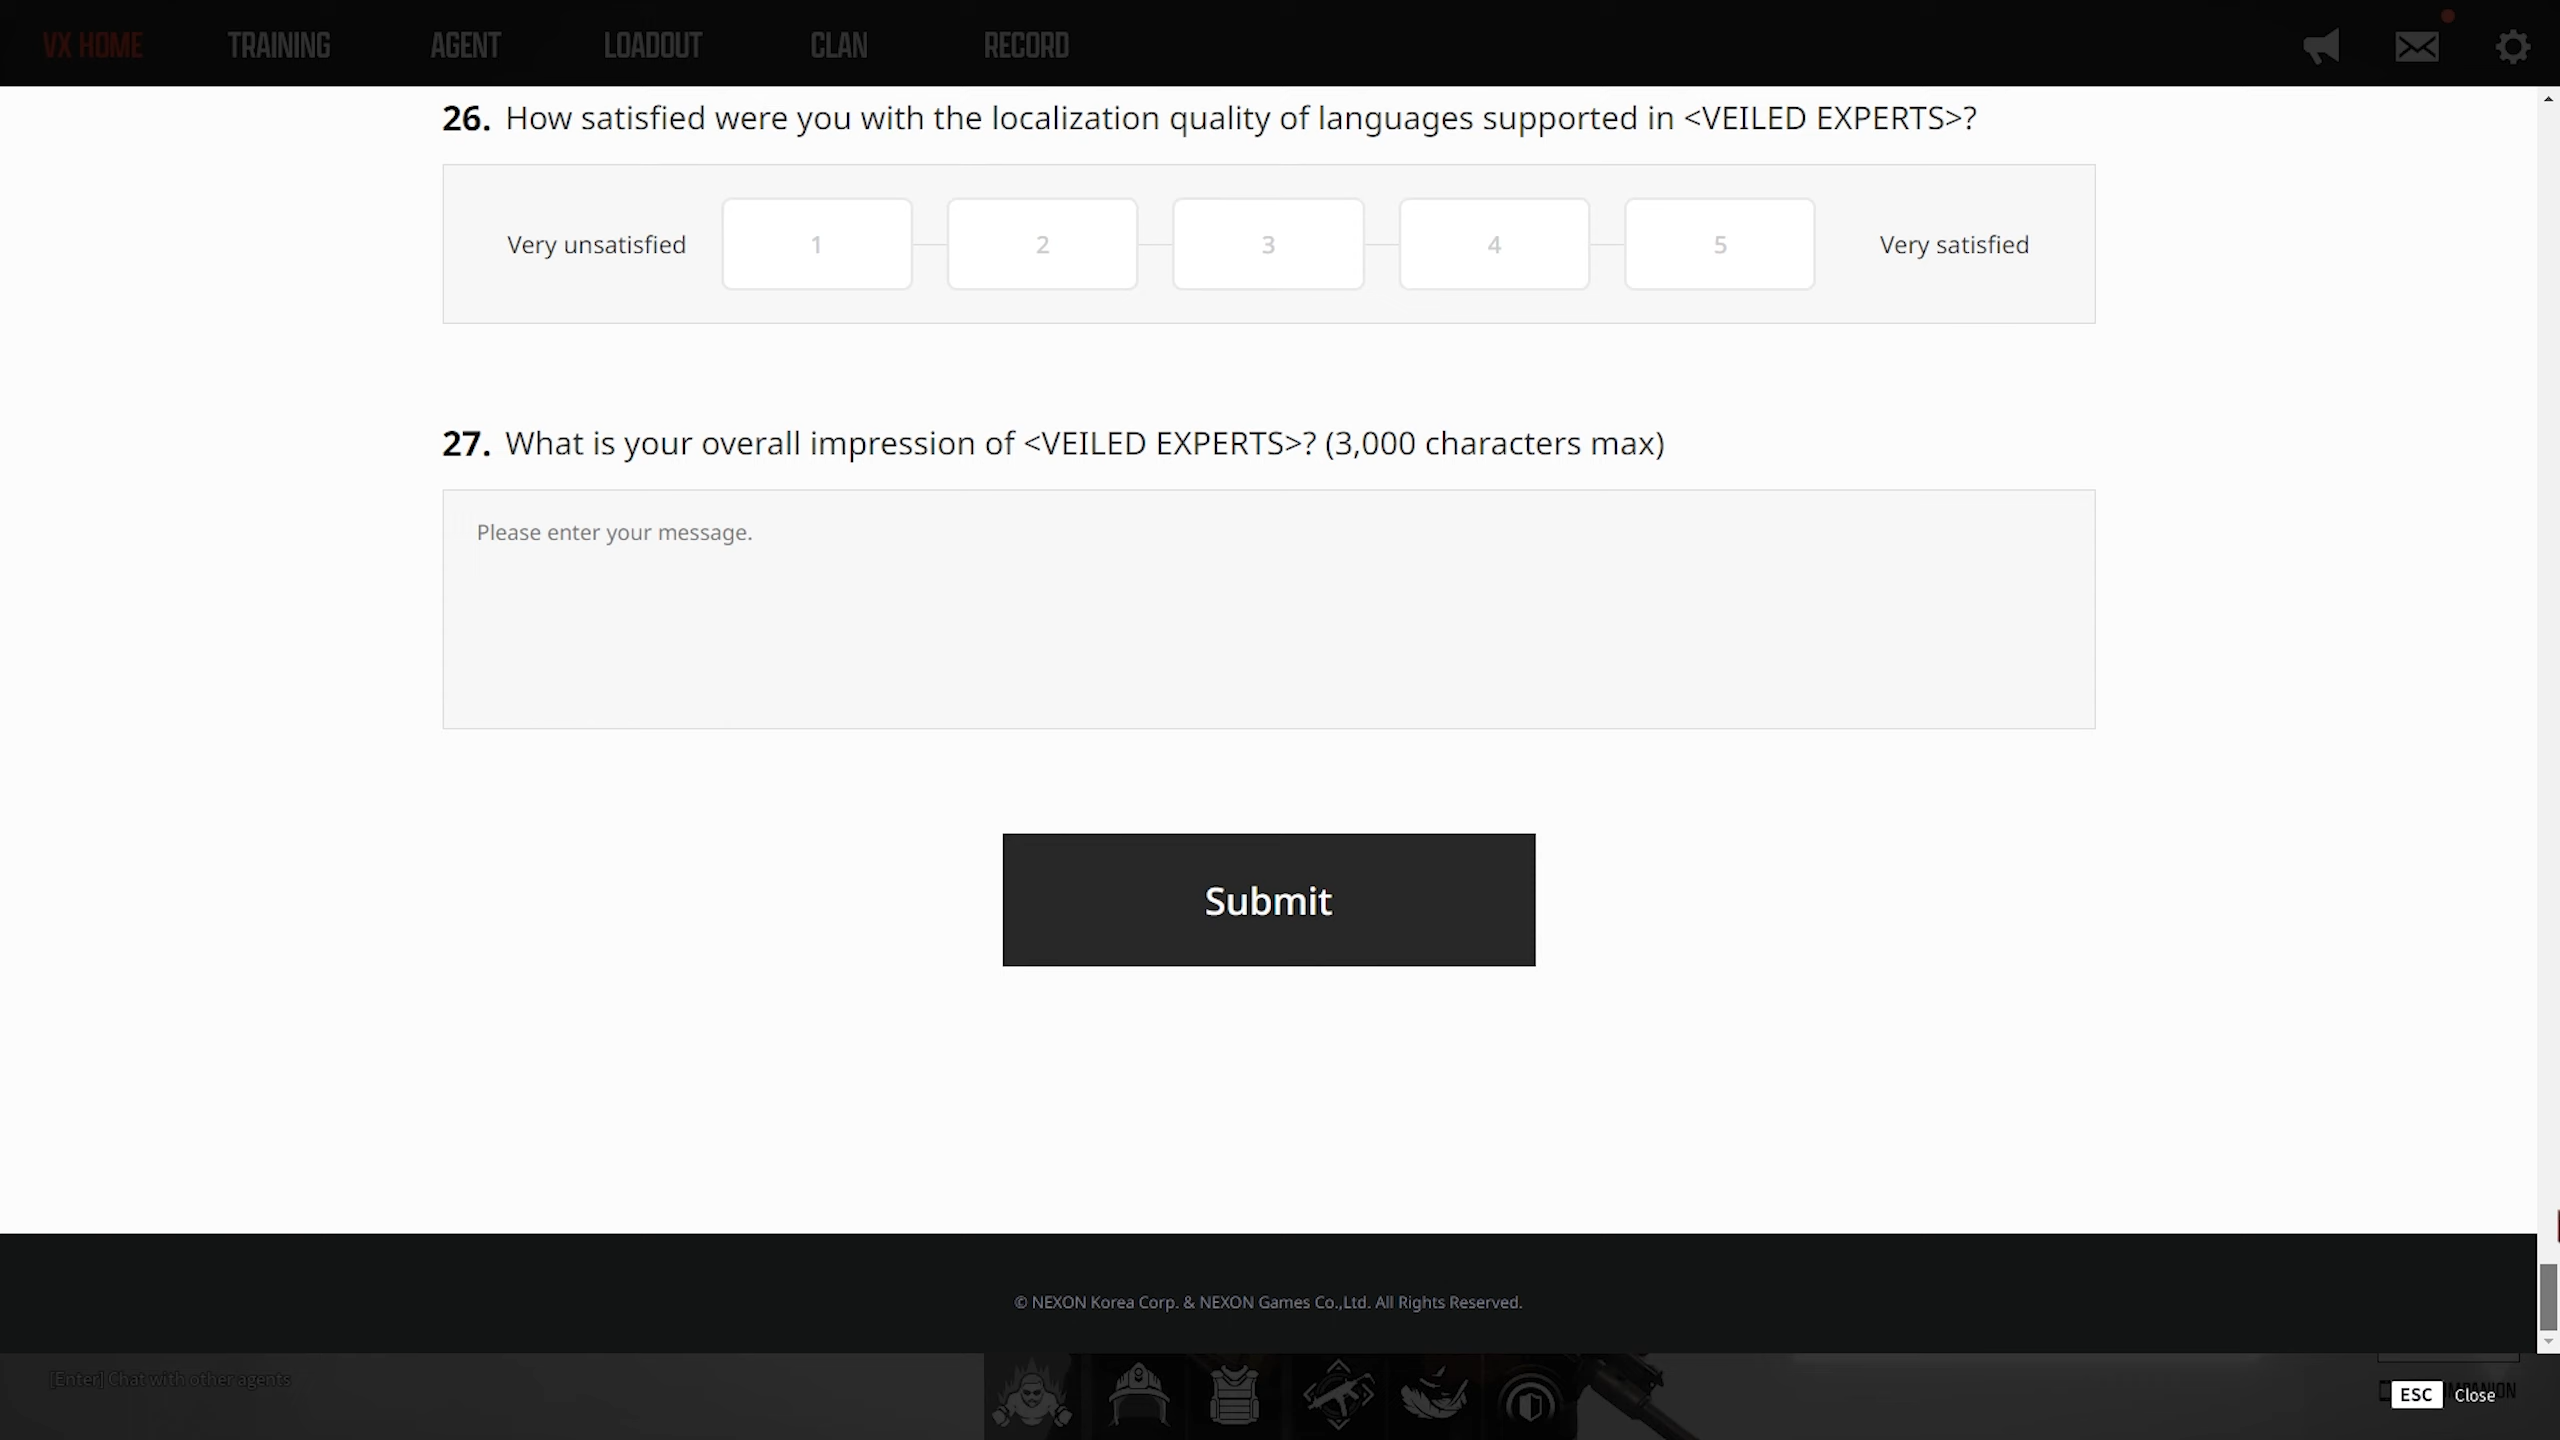 VX HOME
TRAINING
AGENT
LOADOUT
CLAN
RECORD
26. How satisfied were you with the localization quality of languages supported in <VEILED EXPERTS>?
Very unsatisfied
1
2
3
4
5
Very satisfied
27. What is your overall impression of <VEILED EXPERTS>? (3,000 characters max)
Please enter your message.
Submit
© NEXON Korea Corp. & NEXON Games Co.,Ltd. All Rights Reserved.
[Enter] Chat with other agents
ESC Close